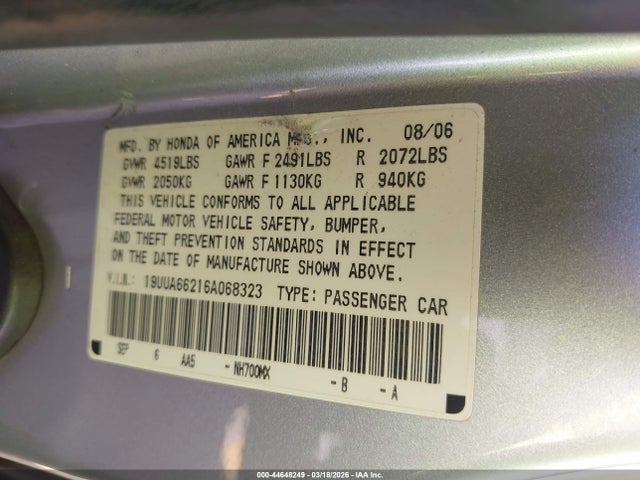 MFD. BY HONDA OF AMERICA MFG., INC. 08/06
GVWR 4519LBS GAWR F 2491LBS R 2072LBS
GVWR 2050KG GAWR F 1130KG R 940KG
THIS VEHICLE CONFORMS TO ALL APPLICABLE
FEDERAL MOTOR VEHICLE SAFETY, BUMPER,
AND THEFT PREVENTION STANDARDS IN EFFECT
ON THE DATE OF MANUFACTURE SHOWN ABOVE.
V.I.N.: 19UUA66216A068323 TYPE: PASSENGER CAR
SEP 6 AA5 - NH700MX - B - A
000-44648249 - 03/18/2026 - IAA Inc.